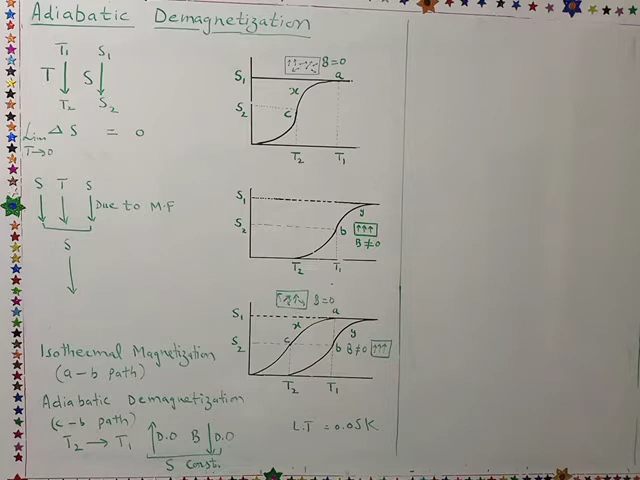 Adiabatic Demagnetization
T1 S1
T S
T2 S2
Lim ΔS = 0
T→0
S T S
Due to M.F
S
Isothermal Magnetization
(a-b path)
Adiabatic Demagnetization
(c-b path)
T2 → T1 D.O B D.O
S const.
B=0
S1 a
x
S2 c
T2 T1
S1
y
S2 b
B≠0
T2 T1
B=0
S1 a
x y
S2 c b B≠0
T2 T1
L.T = 0.05K